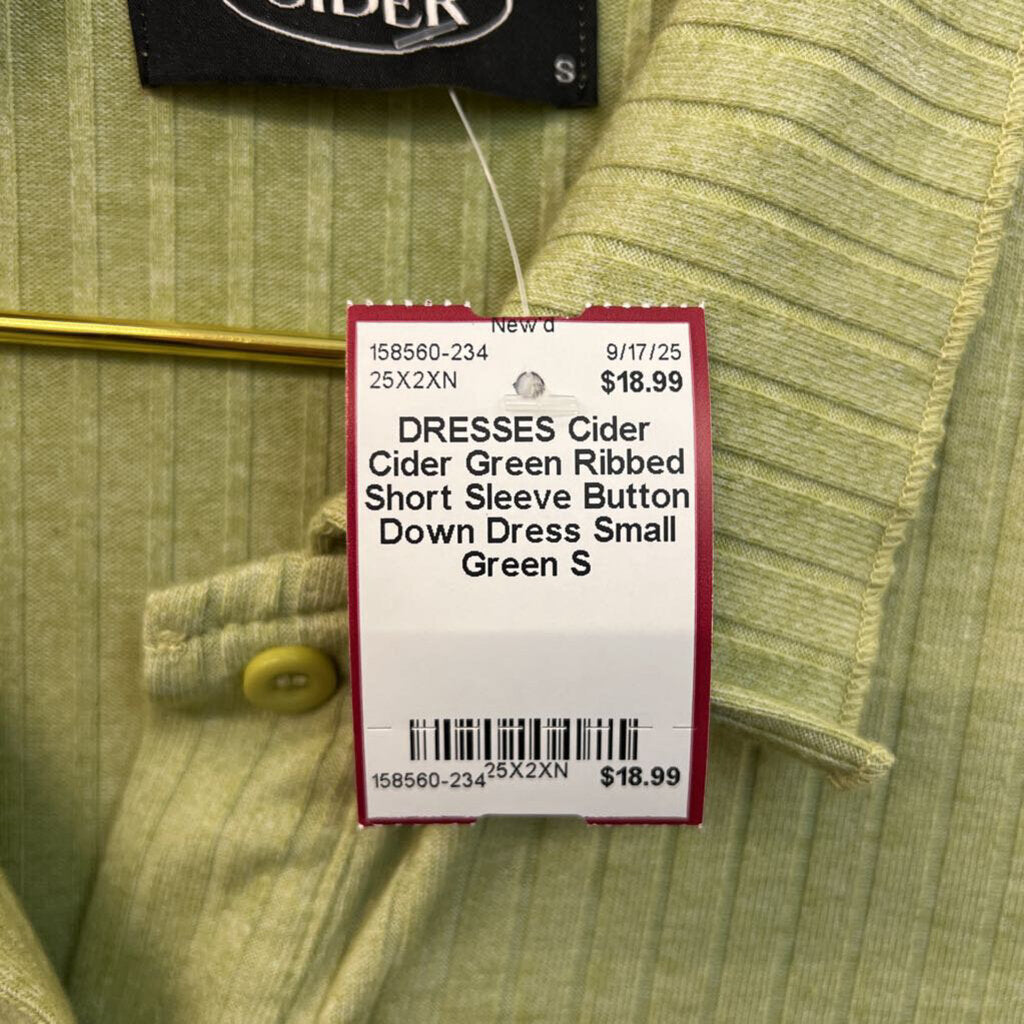 CIDER
S
New'd
158560-234 9/17/25
25X2XN $18.99
DRESSES Cider
Cider Green Ribbed
Short Sleeve Button
Down Dress Small
Green S
158560-234 25X2XN $18.99